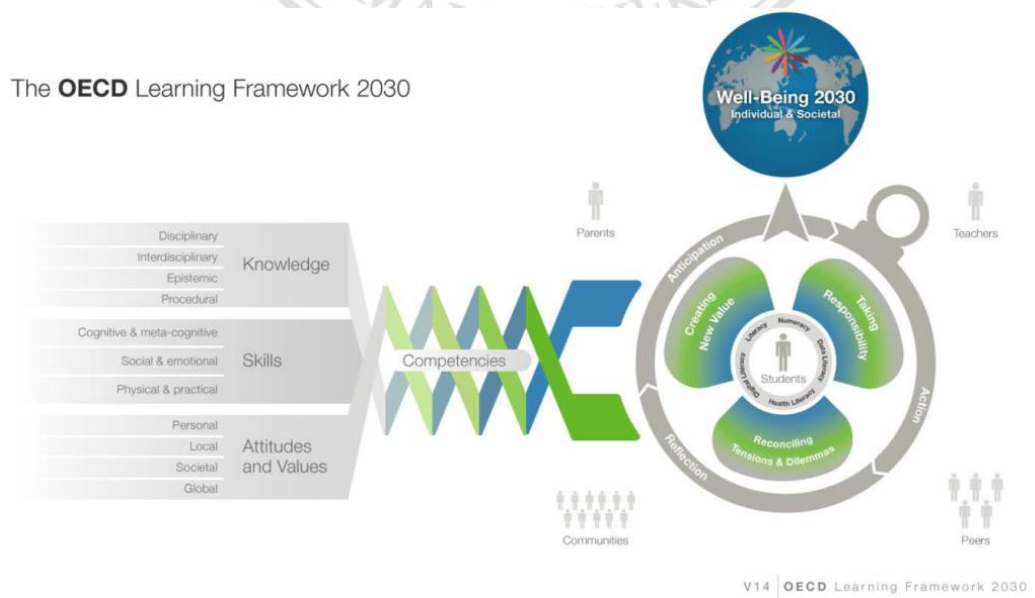 The OECD Learning Framework 2030
Well-Being 2030
Individual & Societal
Parents
Teachers
Disciplinary
Interdisciplinary
Epistemic
Procedural
Knowledge
Cognitive & meta-cognitive
Social & emotional
Physical & practical
Skills
Personal
Local
Societal
Global
Attitudes
and Values
Competencies
Anticipation
Action
Reflection
Creating
New Value
Taking
Responsibility
Reconciling
Tensions & Dilemmas
Literacy
Numeracy
Data Literacy
Health Literacy
Digital Literacy
Students
Communities
Peers
V14 OECD Learning Framework 2030